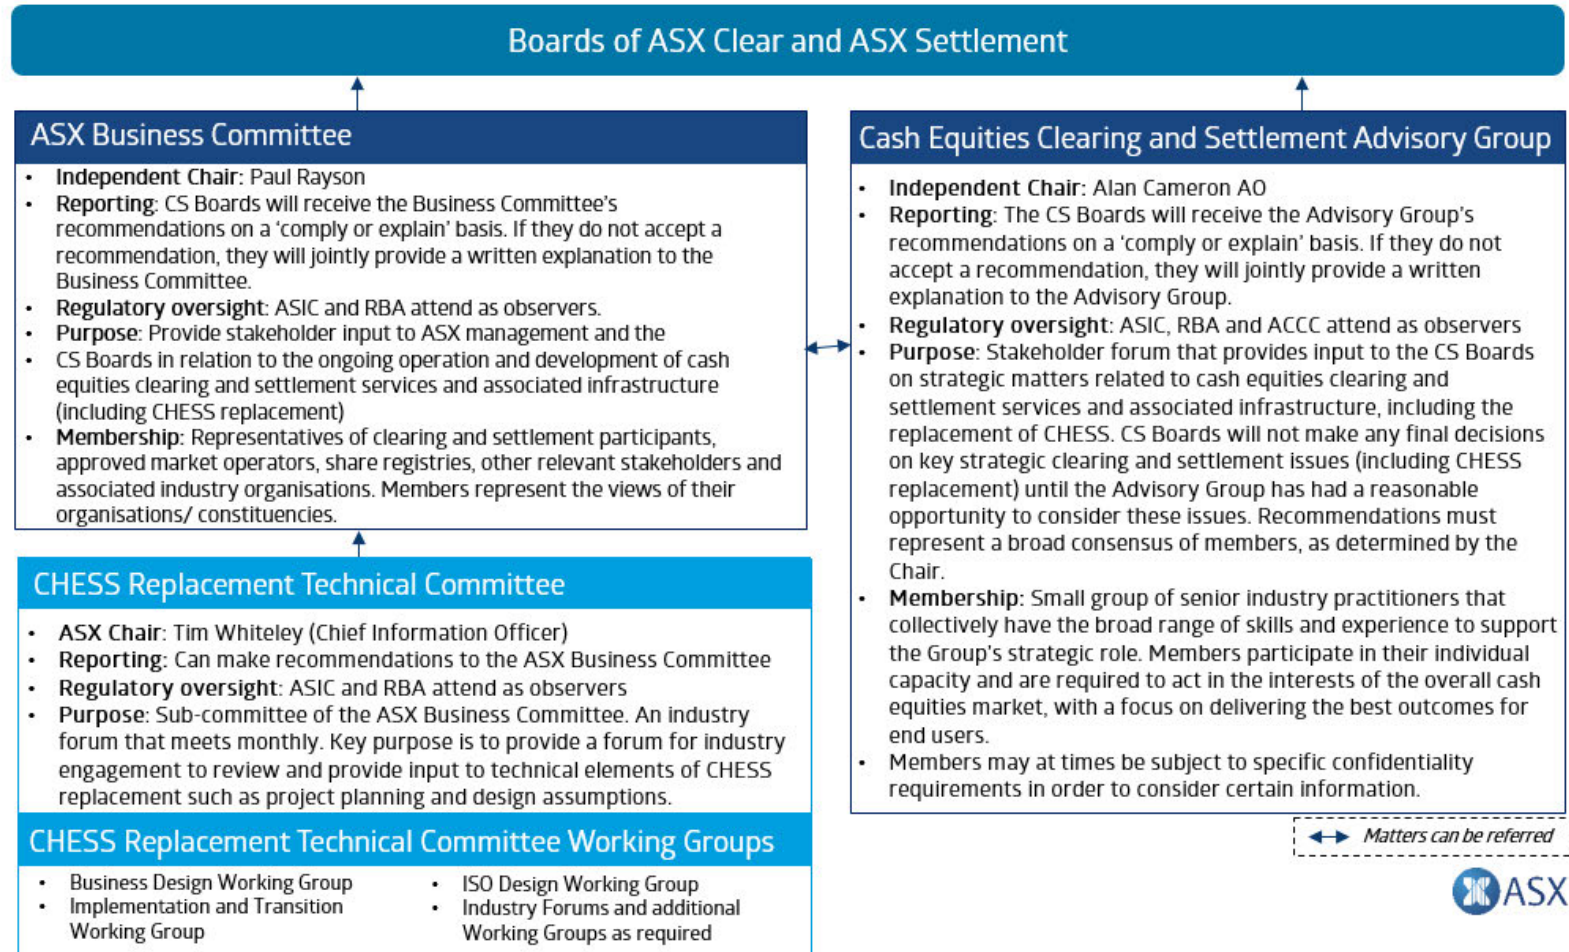 Boards of ASX Clear and ASX Settlement
ASX Business Committee
• Independent Chair: Paul Rayson
• Reporting: CS Boards will receive the Business Committee’s
recommendations on a ‘comply or explain’ basis. If they do not accept a
recommendation, they will jointly provide a written explanation to the
Business Committee.
• Regulatory oversight: ASIC and RBA attend as observers.
• Purpose: Provide stakeholder input to ASX management and the
• CS Boards in relation to the ongoing operation and development of cash
equities clearing and settlement services and associated infrastructure
(including CHESS replacement)
• Membership: Representatives of clearing and settlement participants,
approved market operators, share registries, other relevant stakeholders and
associated industry organisations. Members represent the views of their
organisations/ constituencies.
CHESS Replacement Technical Committee
• ASX Chair: Tim Whiteley (Chief Information Officer)
• Reporting: Can make recommendations to the ASX Business Committee
• Regulatory oversight: ASIC and RBA attend as observers
• Purpose: Sub-committee of the ASX Business Committee. An industry
forum that meets monthly. Key purpose is to provide a forum for industry
engagement to review and provide input to technical elements of CHESS
replacement such as project planning and design assumptions.
CHESS Replacement Technical Committee Working Groups
• Business Design Working Group
• Implementation and Transition
Working Group
• ISO Design Working Group
• Industry Forums and additional
Working Groups as required
Cash Equities Clearing and Settlement Advisory Group
• Independent Chair: Alan Cameron AO
• Reporting: The CS Boards will receive the Advisory Group’s
recommendations on a ‘comply or explain’ basis. If they do not
accept a recommendation, they will jointly provide a written
explanation to the Advisory Group.
• Regulatory oversight: ASIC, RBA and ACCC attend as observers
• Purpose: Stakeholder forum that provides input to the CS Boards
on strategic matters related to cash equities clearing and
settlement services and associated infrastructure, including the
replacement of CHESS. CS Boards will not make any final decisions
on key strategic clearing and settlement issues (including CHESS
replacement) until the Advisory Group has had a reasonable
opportunity to consider these issues. Recommendations must
represent a broad consensus of members, as determined by the
Chair.
• Membership: Small group of senior industry practitioners that
collectively have the broad range of skills and experience to support
the Group’s strategic role. Members participate in their individual
capacity and are required to act in the interests of the overall cash
equities market, with a focus on delivering the best outcomes for
end users.
• Members may at times be subject to specific confidentiality
requirements in order to consider certain information.
Matters can be referred
ASX